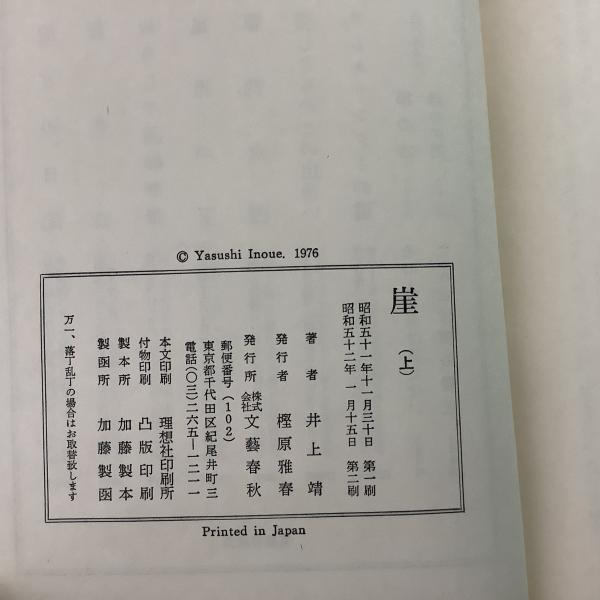 © Yasushi Inoue. 1976
崖（上）
昭和五十一年十一月三十日　第一刷
昭和五十二年　一月十五日　第二刷
著者　井上靖
発行者　樫原雅春
発行所　株式会社文藝春秋
郵便番号（102）
東京都千代田区紀尾井町三
電話（〇三）二六五―一二一一
本文印刷　理想社印刷所
付物印刷　凸版印刷
製本所　加藤製本
製函所　加藤製函
万一、落丁乱丁の場合はお取替致します
Printed in Japan